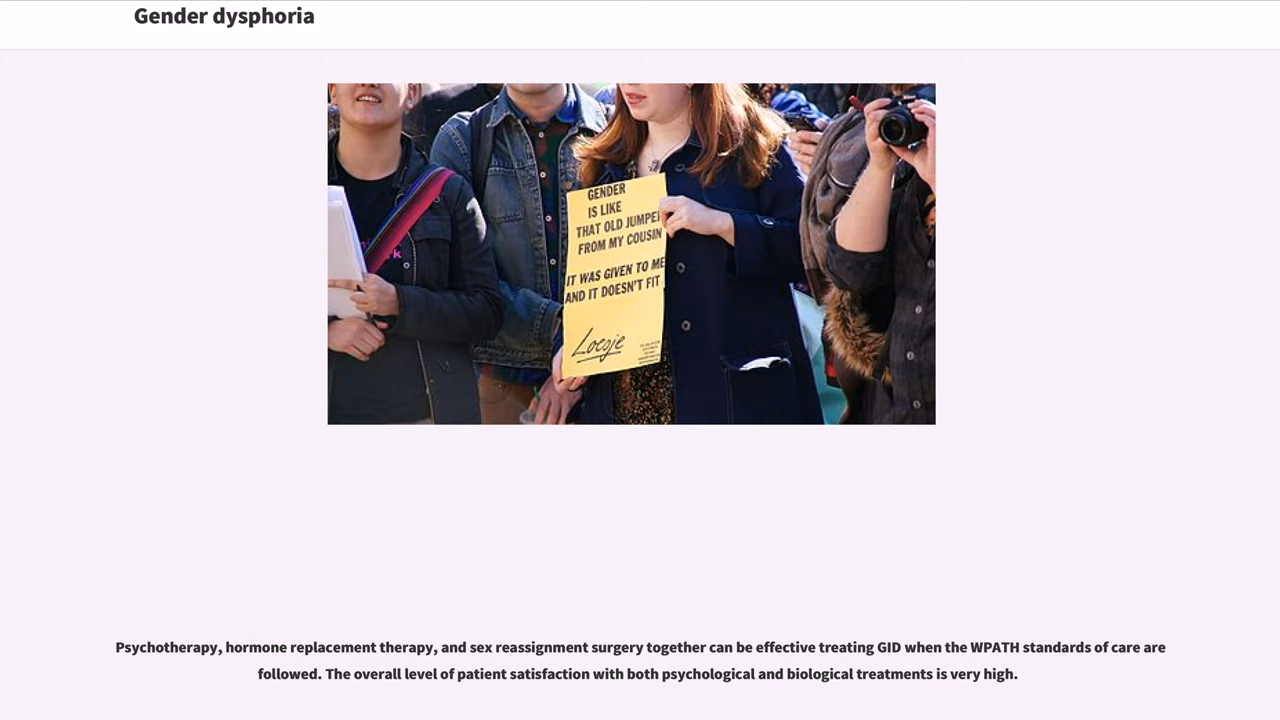 Gender dysphoria
GENDER
IS LIKE
THAT OLD JUMPER
FROM MY COUSIN
IT WAS GIVEN TO ME
AND IT DOESN'T FIT
Loesje
Psychotherapy, hormone replacement therapy, and sex reassignment surgery together can be effective treating GID when the WPATH standards of care are
followed. The overall level of patient satisfaction with both psychological and biological treatments is very high.